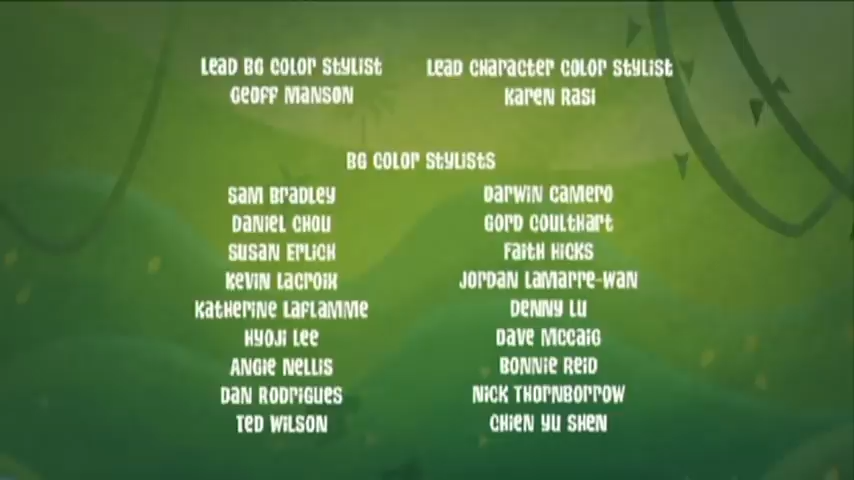 Lead BG Color Stylist
Geoff Manson
Lead Character Color Stylist
Karen Rasi
BG Color Stylists
Sam Bradley
Darwin Camero
Daniel Chou
Gord Coulthart
Susan Erlich
Faith Hicks
Kevin Lacroix
Jordan Lamarre-Wan
Katherine Laflamme
Denny Lu
Hyoji Lee
Dave McCaig
Angie Nellis
Bonnie Reid
Dan Rodrigues
Nick Thornborrow
Ted Wilson
Chien Yu Shen